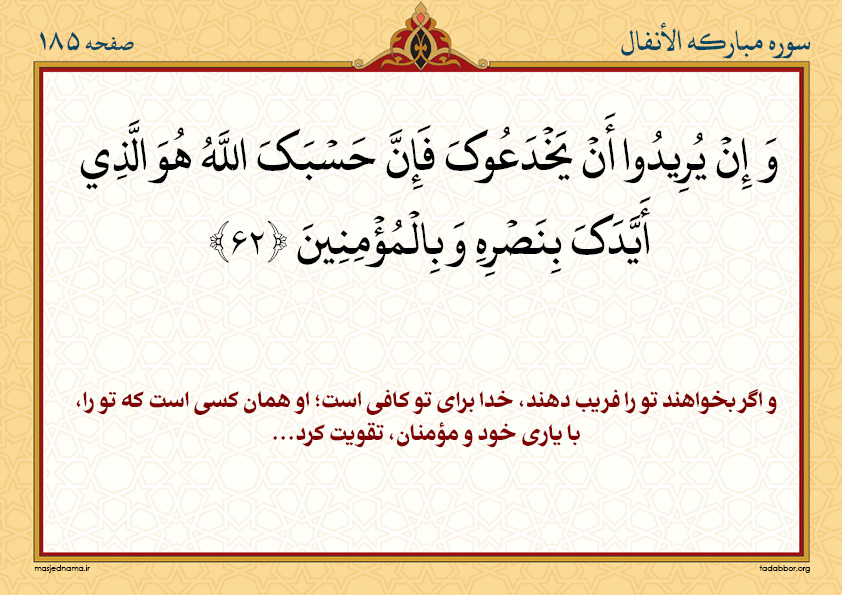 سوره مبارکه الأنفال
صفحه ۱۸۵
وَ إِنْ يُرِيدُوا أَنْ يَخْدَعُوکَ فَإِنَّ حَسْبَکَ اللَّهُ هُوَ الَّذِي
أَيَّدَکَ بِنَصْرِهِ وَ بِالْمُؤْمِنِينَ ﴿۶۲﴾
و اگر بخواهند تو را فریب دهند، خدا برای تو کافی است؛ او همان کسی است که تو را،
با یاری خود و مؤمنان، تقویت کرد...
masjednama.ir
tadabbor.org